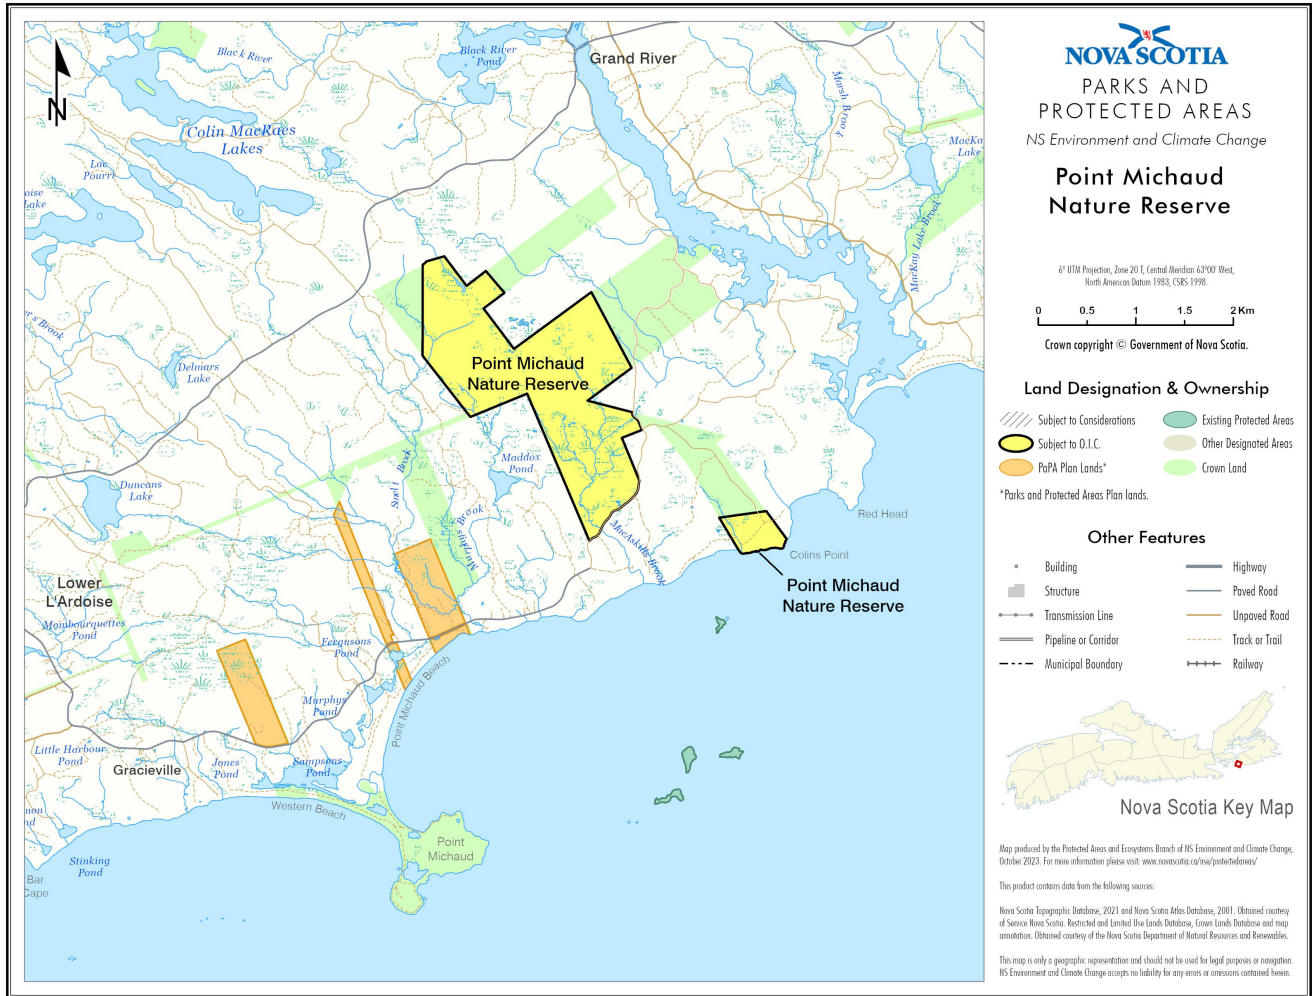 Grand River
Black River
Black River
Pond
Marsh Brook
Colin MacRaes
Lakes
Lac
Pourri
oise
Lake
MacKa
Lake
MacKay Lake Brook
er's Brook
Delmars
Lake
Point Michaud
Nature Reserve
Maddox
Pond
Smelt Brook
Murphys Brook
Duncans
Lake
MacAskills Brook
Red Head
Colins Point
Point Michaud
Nature Reserve
Lower
L'Ardoise
Mombourquettes
Pond
Fergusons
Pond
Point Michaud Beach
Murphys
Pond
Little Harbour
Pond
Gracieville
Jones
Pond
Sampsons
Pond
Western Beach
non
nd
Point
Michaud
Stinking
Pond
Bar
Cape
N
NOVA SCOTIA
PARKS AND
PROTECTED AREAS
NS Environment and Climate Change
Point Michaud
Nature Reserve
6° UTM Projection, Zone 20 T, Central Meridian 63°00' West,
North American Datum 1983, CSRS 1998.
0 0.5 1 1.5 2 Km
Crown copyright © Government of Nova Scotia.
Land Designation & Ownership
Subject to Considerations
Existing Protected Areas
Subject to O.I.C.
Other Designated Areas
PaPA Plan Lands*
Crown Land
*Parks and Protected Areas Plan lands.
Other Features
Building
Highway
Structure
Paved Road
Transmission Line
Unpaved Road
Pipeline or Corridor
Track or Trail
Municipal Boundary
Railway
Nova Scotia Key Map
Map produced by the Protected Areas and Ecosystems Branch of NS Environment and Climate Change,
October 2023. For more information please visit: www.novascotia.ca/nse/protectedareas/
This product contains data from the following sources:
Nova Scotia Topographic Database, 2021 and Nova Scotia Atlas Database, 2001. Obtained courtesy
of Service Nova Scotia. Restricted and Limited Use Lands Database, Crown Lands Database and map
annotation. Obtained courtesy of the Nova Scotia Department of Natural Resources and Renewables.
This map is only a geographic representation and should not be used for legal purposes or navigation.
NS Environment and Climate Change accepts no liability for any errors or omissions contained herein.